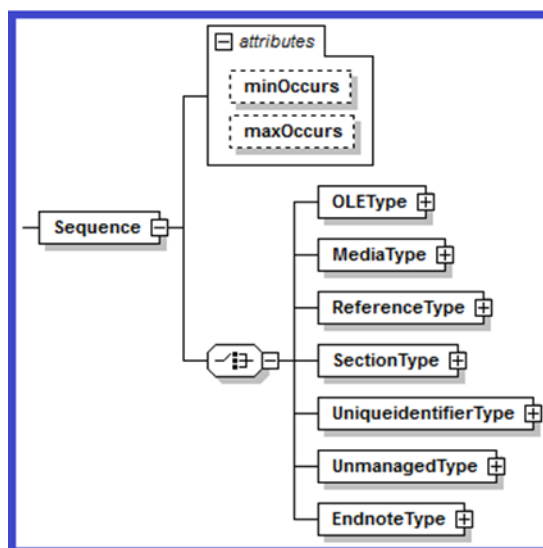 attributes
minOccurs
maxOccurs
Sequence
OLEType
MediaType
ReferenceType
SectionType
UniqueidentifierType
UnmanagedType
EndnoteType